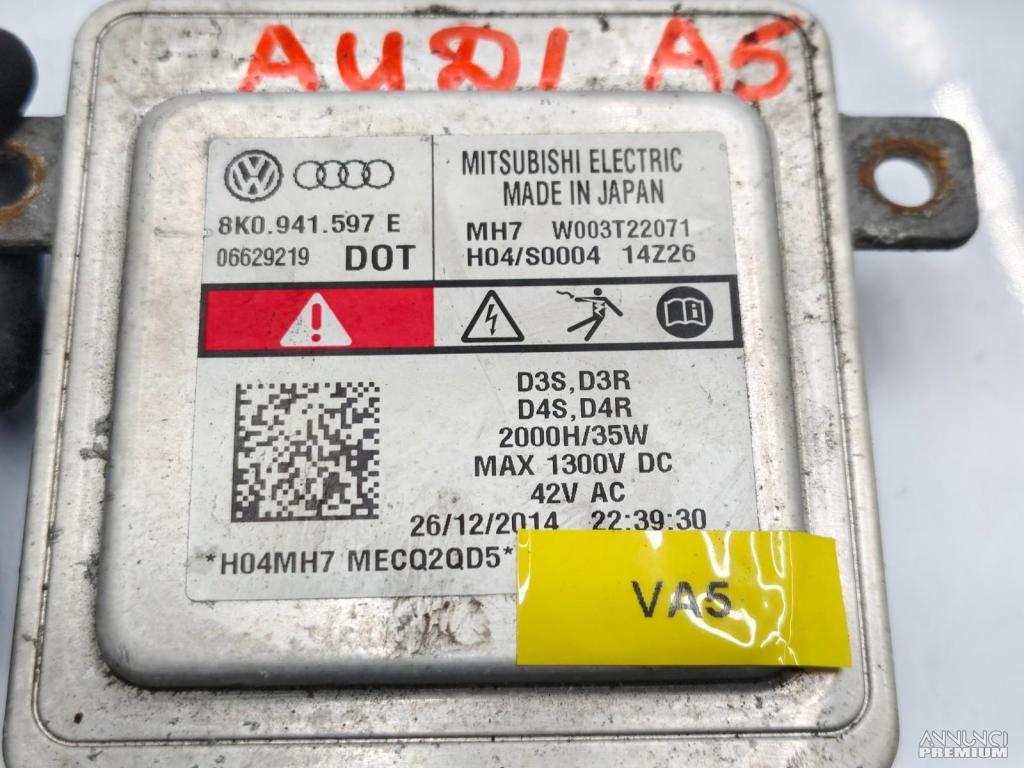 AUDI A5
8K0.941.597 E
06629219 DOT
MITSUBISHI ELECTRIC
MADE IN JAPAN
MH7 W003T22071
H04/S0004 14Z26
D3S,D3R
D4S,D4R
2000H/35W
MAX 1300V DC
42V AC
26/12/2014 22:39:30
*H04MH7 MECQ2QD5*
VA5
ANNUNCI
PREMIUM